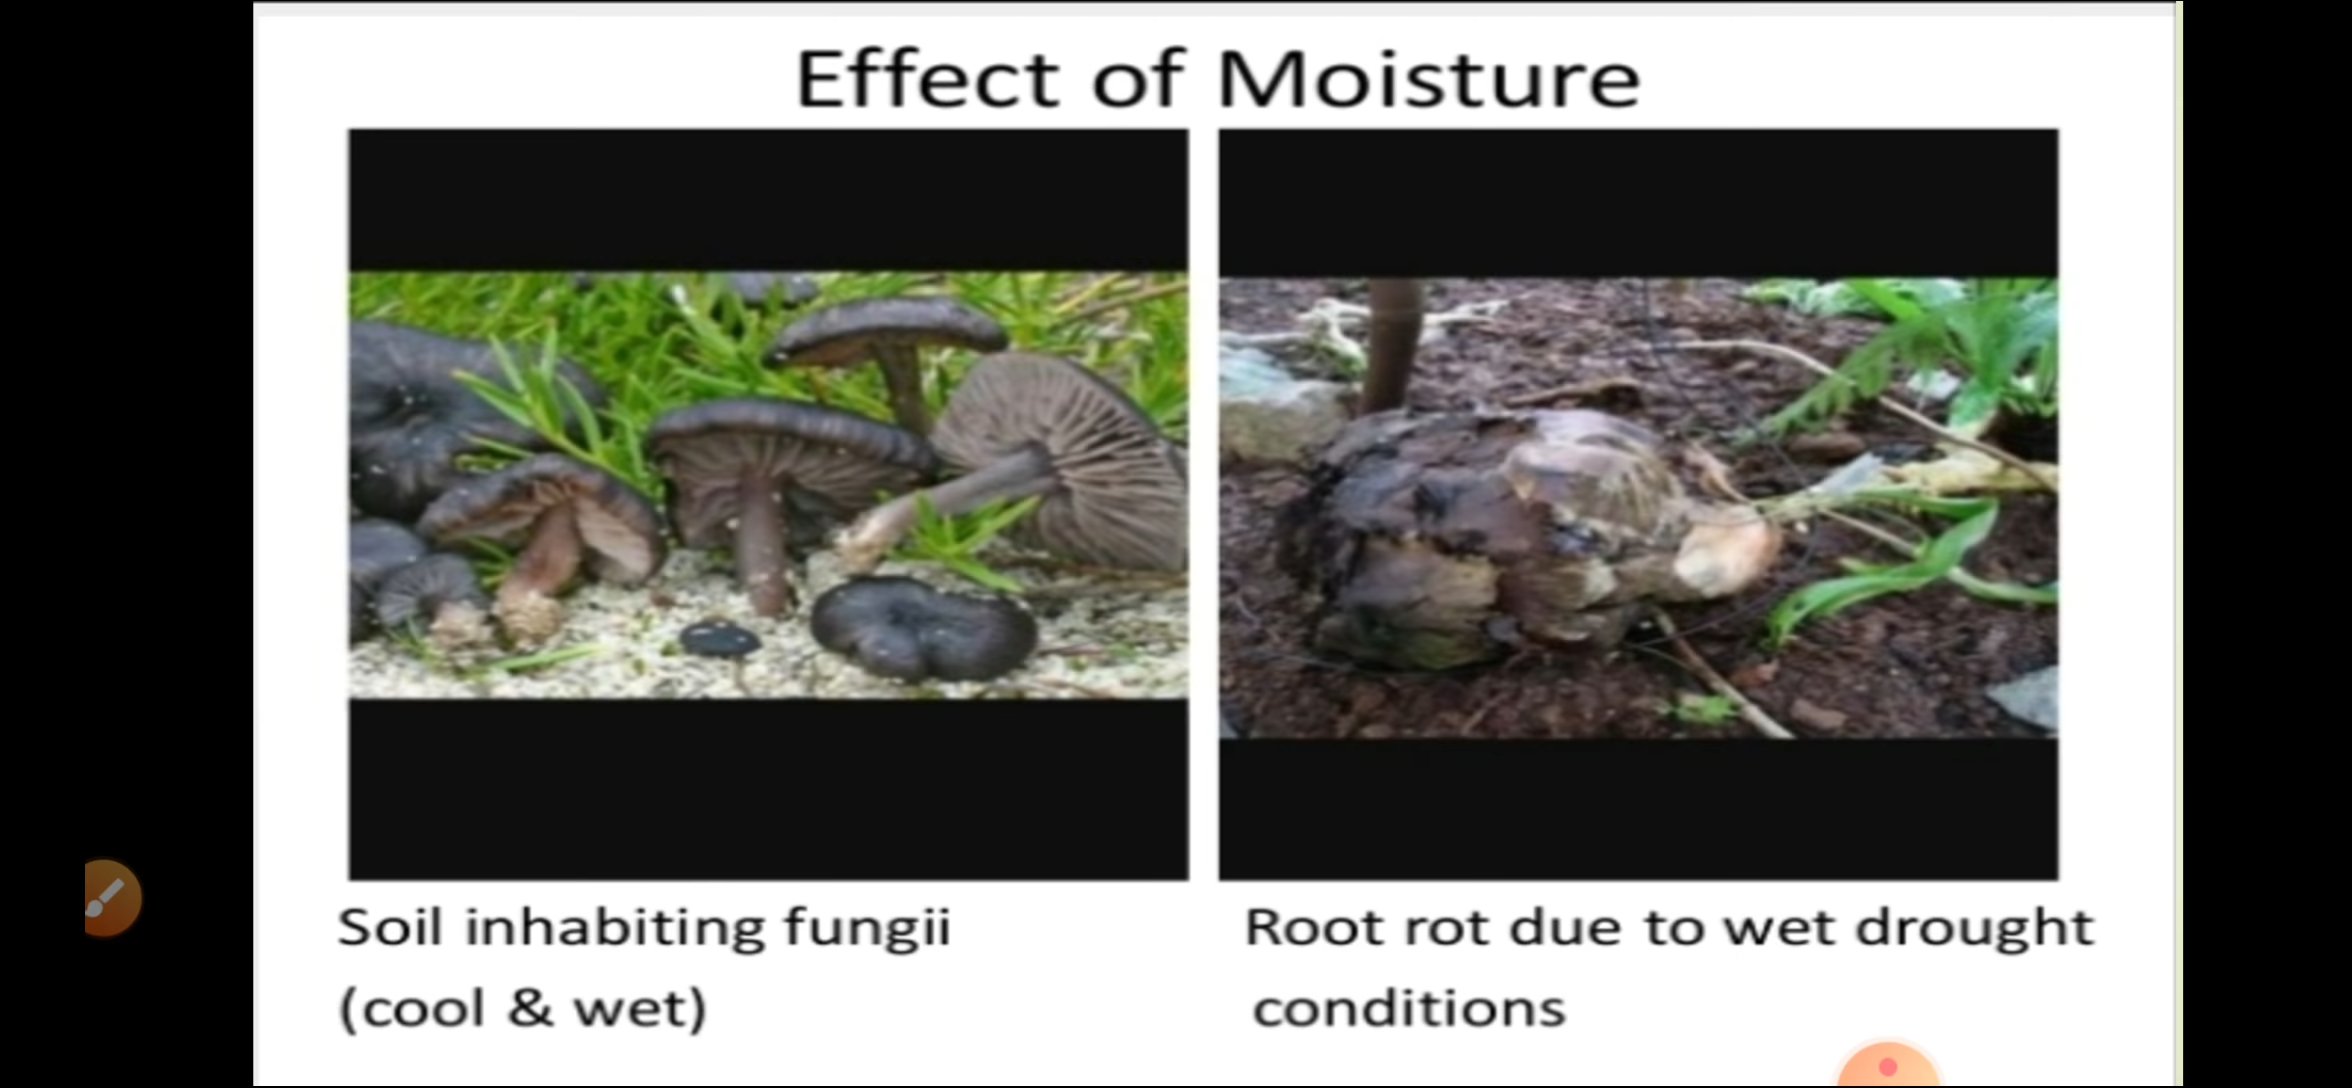 Effect of Moisture
Soil inhabiting fungii
(cool & wet)
Root rot due to wet drought
conditions